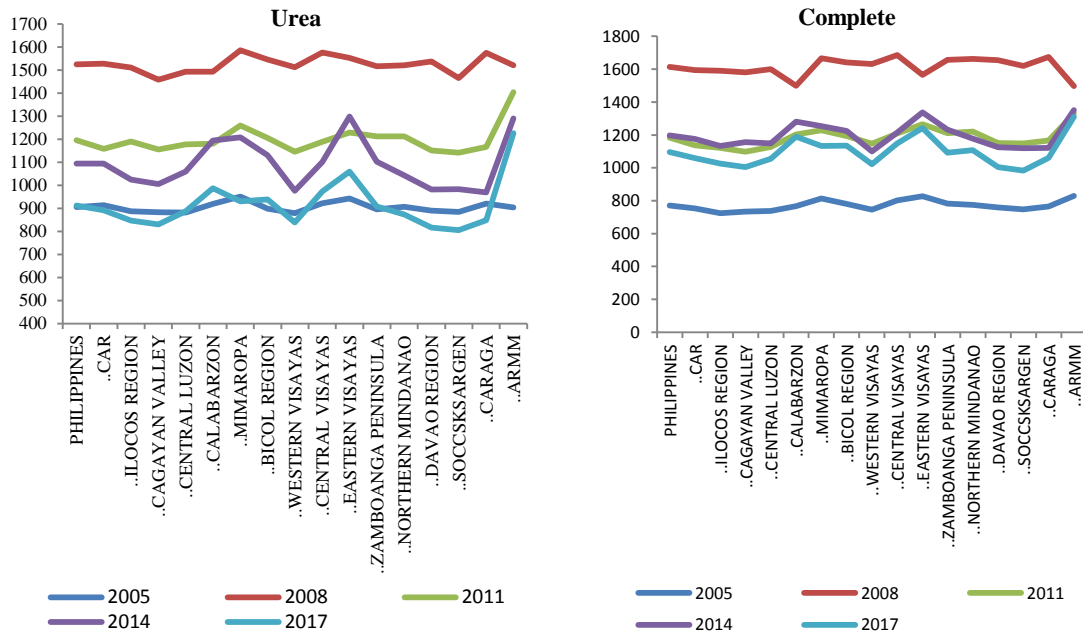 Urea
1700
1600
1500
1400
1300
1200
1100
1000
900
800
700
600
500
400
PHILIPPINES
..CAR
..ILOCOS REGION
..CAGAYAN VALLEY
..CENTRAL LUZON
..CALABARZON
..MIMAROPA
..BICOL REGION
..WESTERN VISAYAS
..CENTRAL VISAYAS
..EASTERN VISAYAS
..ZAMBOANGA PENINSULA
..NORTHERN MINDANAO
..DAVAO REGION
..SOCCSKSARGEN
..CARAGA
..ARMM
2005 2008 2011
2014 2017
Complete
1800
1600
1400
1200
1000
800
600
400
200
0
PHILIPPINES
..CAR
..ILOCOS REGION
..CAGAYAN VALLEY
..CENTRAL LUZON
..CALABARZON
..MIMAROPA
..BICOL REGION
..WESTERN VISAYAS
..CENTRAL VISAYAS
..EASTERN VISAYAS
..ZAMBOANGA PENINSULA
..NORTHERN MINDANAO
..DAVAO REGION
..SOCCSKSARGEN
..CARAGA
..ARMM
2005 2008 2011
2014 2017